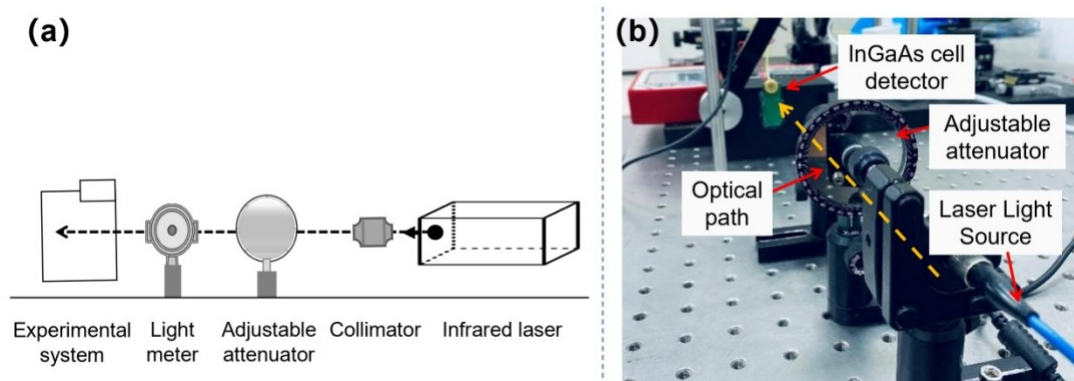 (a)
Experimental
system
Light
meter
Adjustable
attenuator
Collimator
Infrared laser
(b)
InGaAs cell
detector
Adjustable
attenuator
Optical
path
Laser Light
Source